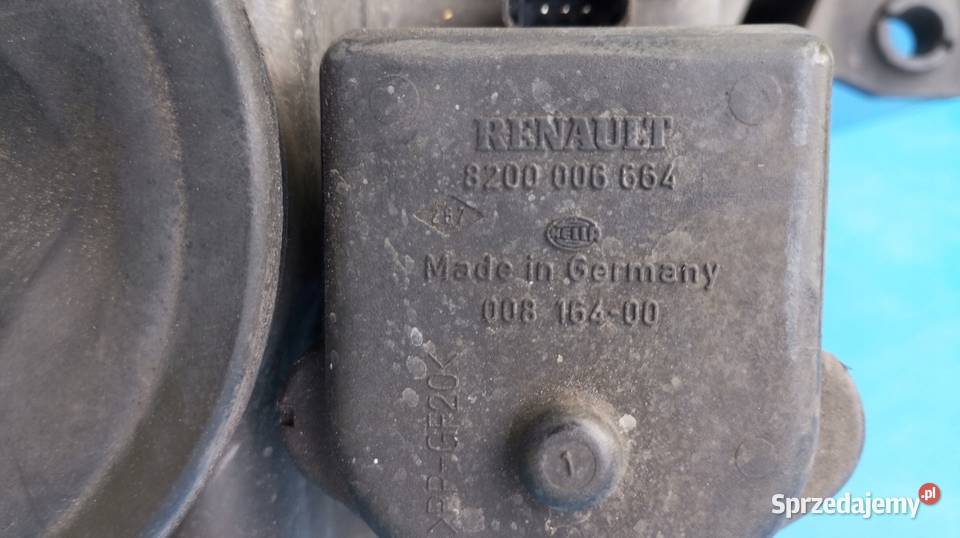 RENAULT
8200 006 664
267
HELLA
Made in Germany
008 164-00
>PP-GF20<
1
Sprzedajemy.pl